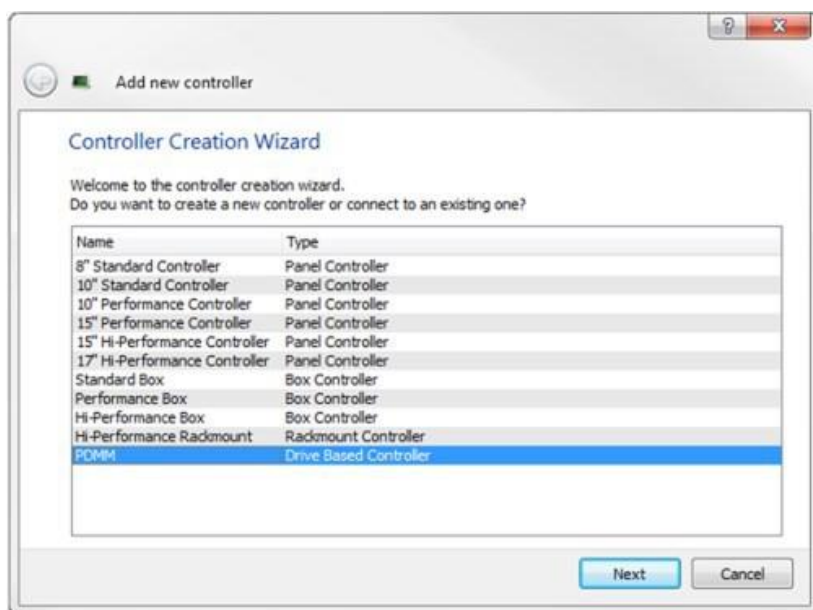 Add new controller
Controller Creation Wizard
Welcome to the controller creation wizard.
Do you want to create a new controller or connect to an existing one?
Name Type
8" Standard Controller Panel Controller
10" Standard Controller Panel Controller
10" Performance Controller Panel Controller
15" Performance Controller Panel Controller
15" Hi-Performance Controller Panel Controller
17" Hi-Performance Controller Panel Controller
Standard Box Box Controller
Performance Box Box Controller
Hi-Performance Box Box Controller
Hi-Performance Rackmount Rackmount Controller
PDMM Drive Based Controller
Next Cancel